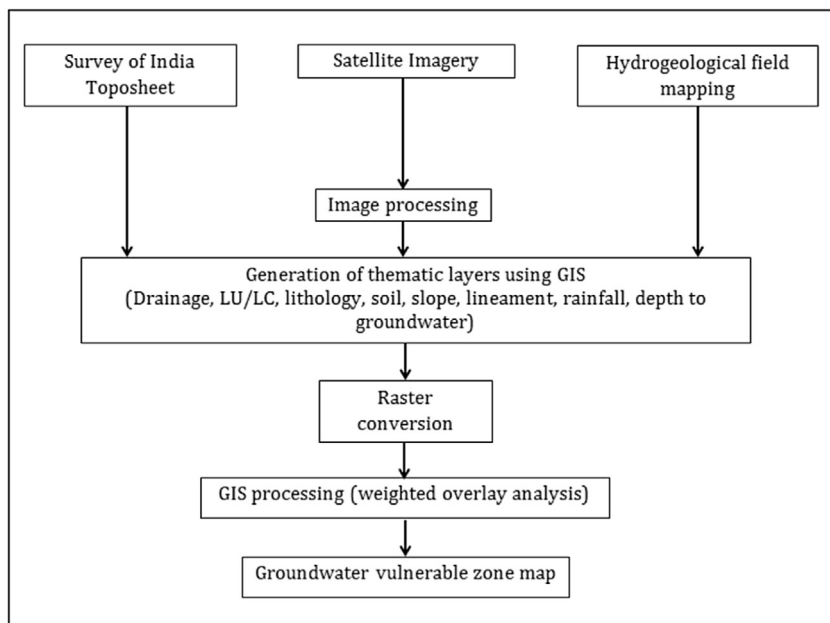 Survey of India
Toposheet
Satellite Imagery
Hydrogeological field
mapping
Image processing
Generation of thematic layers using GIS
(Drainage, LU/LC, lithology, soil, slope, lineament, rainfall, depth to
groundwater)
Raster
conversion
GIS processing (weighted overlay analysis)
Groundwater vulnerable zone map